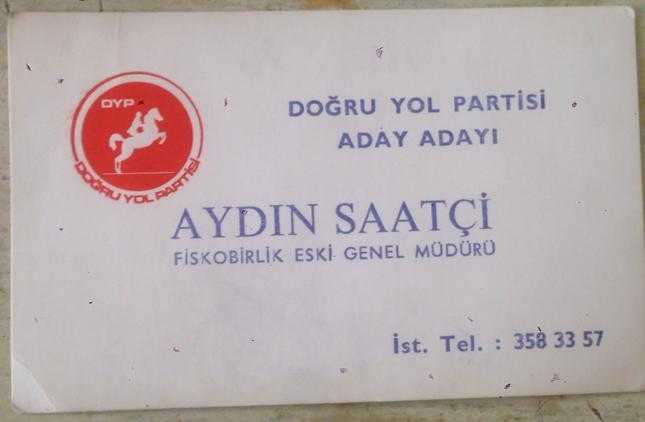 DYP
DOĞRU YOL PARTİSİ
DOĞRU YOL PARTİSİ
ADAY ADAYI
AYDIN SAATÇİ
FİSKOBİRLİK ESKİ GENEL MÜDÜRÜ
İst. Tel. : 358 33 57